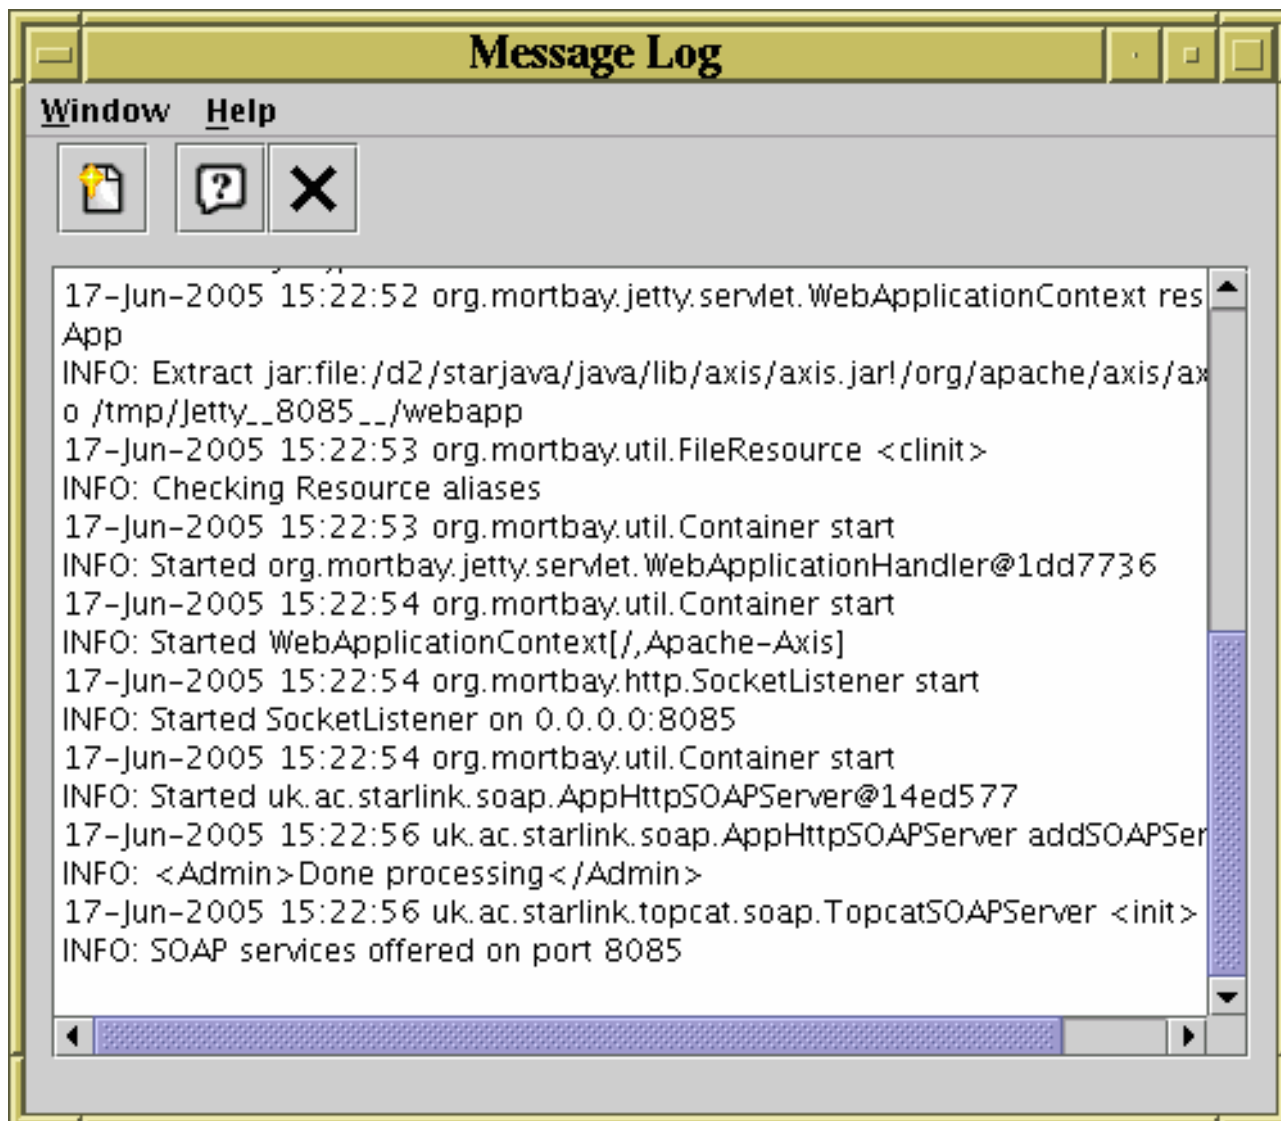 Message Log
Window Help
17-Jun-2005 15:22:52 org.mortbay.jetty.servlet.WebApplicationContext res
App
INFO: Extract jar:file:/d2/starjava/java/lib/axis/axis.jar!/org/apache/axis/ax
o /tmp/Jetty__8085__/webapp
17-Jun-2005 15:22:53 org.mortbay.util.FileResource <clinit>
INFO: Checking Resource aliases
17-Jun-2005 15:22:53 org.mortbay.util.Container start
INFO: Started org.mortbay.jetty.servlet.WebApplicationHandler@1dd7736
17-Jun-2005 15:22:54 org.mortbay.util.Container start
INFO: Started WebApplicationContext[/,Apache-Axis]
17-Jun-2005 15:22:54 org.mortbay.http.SocketListener start
INFO: Started SocketListener on 0.0.0.0:8085
17-Jun-2005 15:22:54 org.mortbay.util.Container start
INFO: Started uk.ac.starlink.soap.AppHttpSOAPServer@14ed577
17-Jun-2005 15:22:56 uk.ac.starlink.soap.AppHttpSOAPServer addSOAPSer
INFO: <Admin>Done processing</Admin>
17-Jun-2005 15:22:56 uk.ac.starlink.topcat.soap.TopcatSOAPServer <init>
INFO: SOAP services offered on port 8085